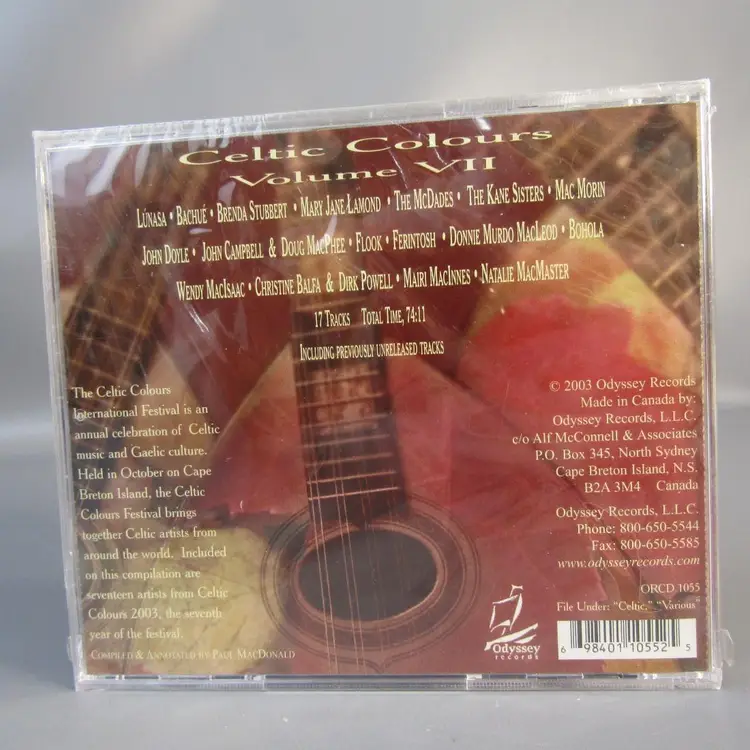 Celtic Colours
Volume VII
Lúnasa • Bachué • Brenda Stubbert • Mary Jane Lamond • The McDades • The Kane Sisters • Mac Morin
John Doyle • John Campbell & Doug MacPhee • Flook • Ferintosh • Donnie Murdo MacLeod • Bohola
Wendy MacIsaac • Christine Balfa & Dirk Powell • Mairi MacInnes • Natalie MacMaster
17 Tracks Total Time, 74:11
Including previously unreleased tracks
The Celtic Colours
International Festival is an
annual celebration of Celtic
music and Gaelic culture.
Held in October on Cape
Breton Island, the Celtic
Colours Festival brings
together Celtic artists from
around the world. Included
on this compilation are
seventeen artists from Celtic
Colours 2003, the seventh
year of the festival.
Compiled & Annotated by Paul MacDonald
© 2003 Odyssey Records
Made in Canada by:
Odyssey Records, L.L.C.
c/o Alf McConnell & Associates
P.O. Box 345, North Sydney
Cape Breton Island, N.S.
B2A 3M4 Canada
Odyssey Records, L.L.C.
Phone: 800-650-5544
Fax: 800-650-5585
www.odysseyrecords.com
ORCD 1055
File Under: "Celtic," "Various"
Odyssey
records
6 98401 10552 5